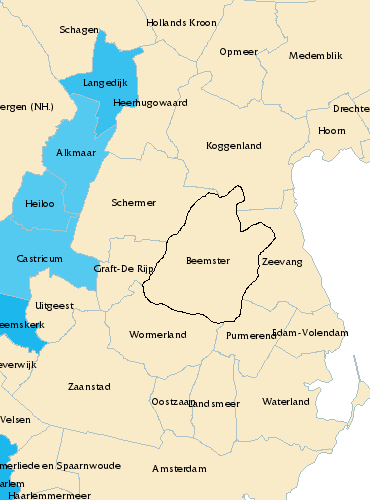 Hollands Kroon
Schagen
Opmeer
Medemblik
Langedijk
Heerhugowaard
ergen (NH.)
Drechte
Hoorn
Koggenland
Alkmaar
Heiloo
Schermer
Castricum
Graft-De Rijp
Beemster
Zeevang
Uitgeest
eemskerk
Wormerland
Purmerend
Edam-Volendam
everwijk
Zaanstad
Oostzaan
Landsmeer
Waterland
Velsen
merliede en Spaarnwoude
Amsterdam
arlem
Haarlemmermeer